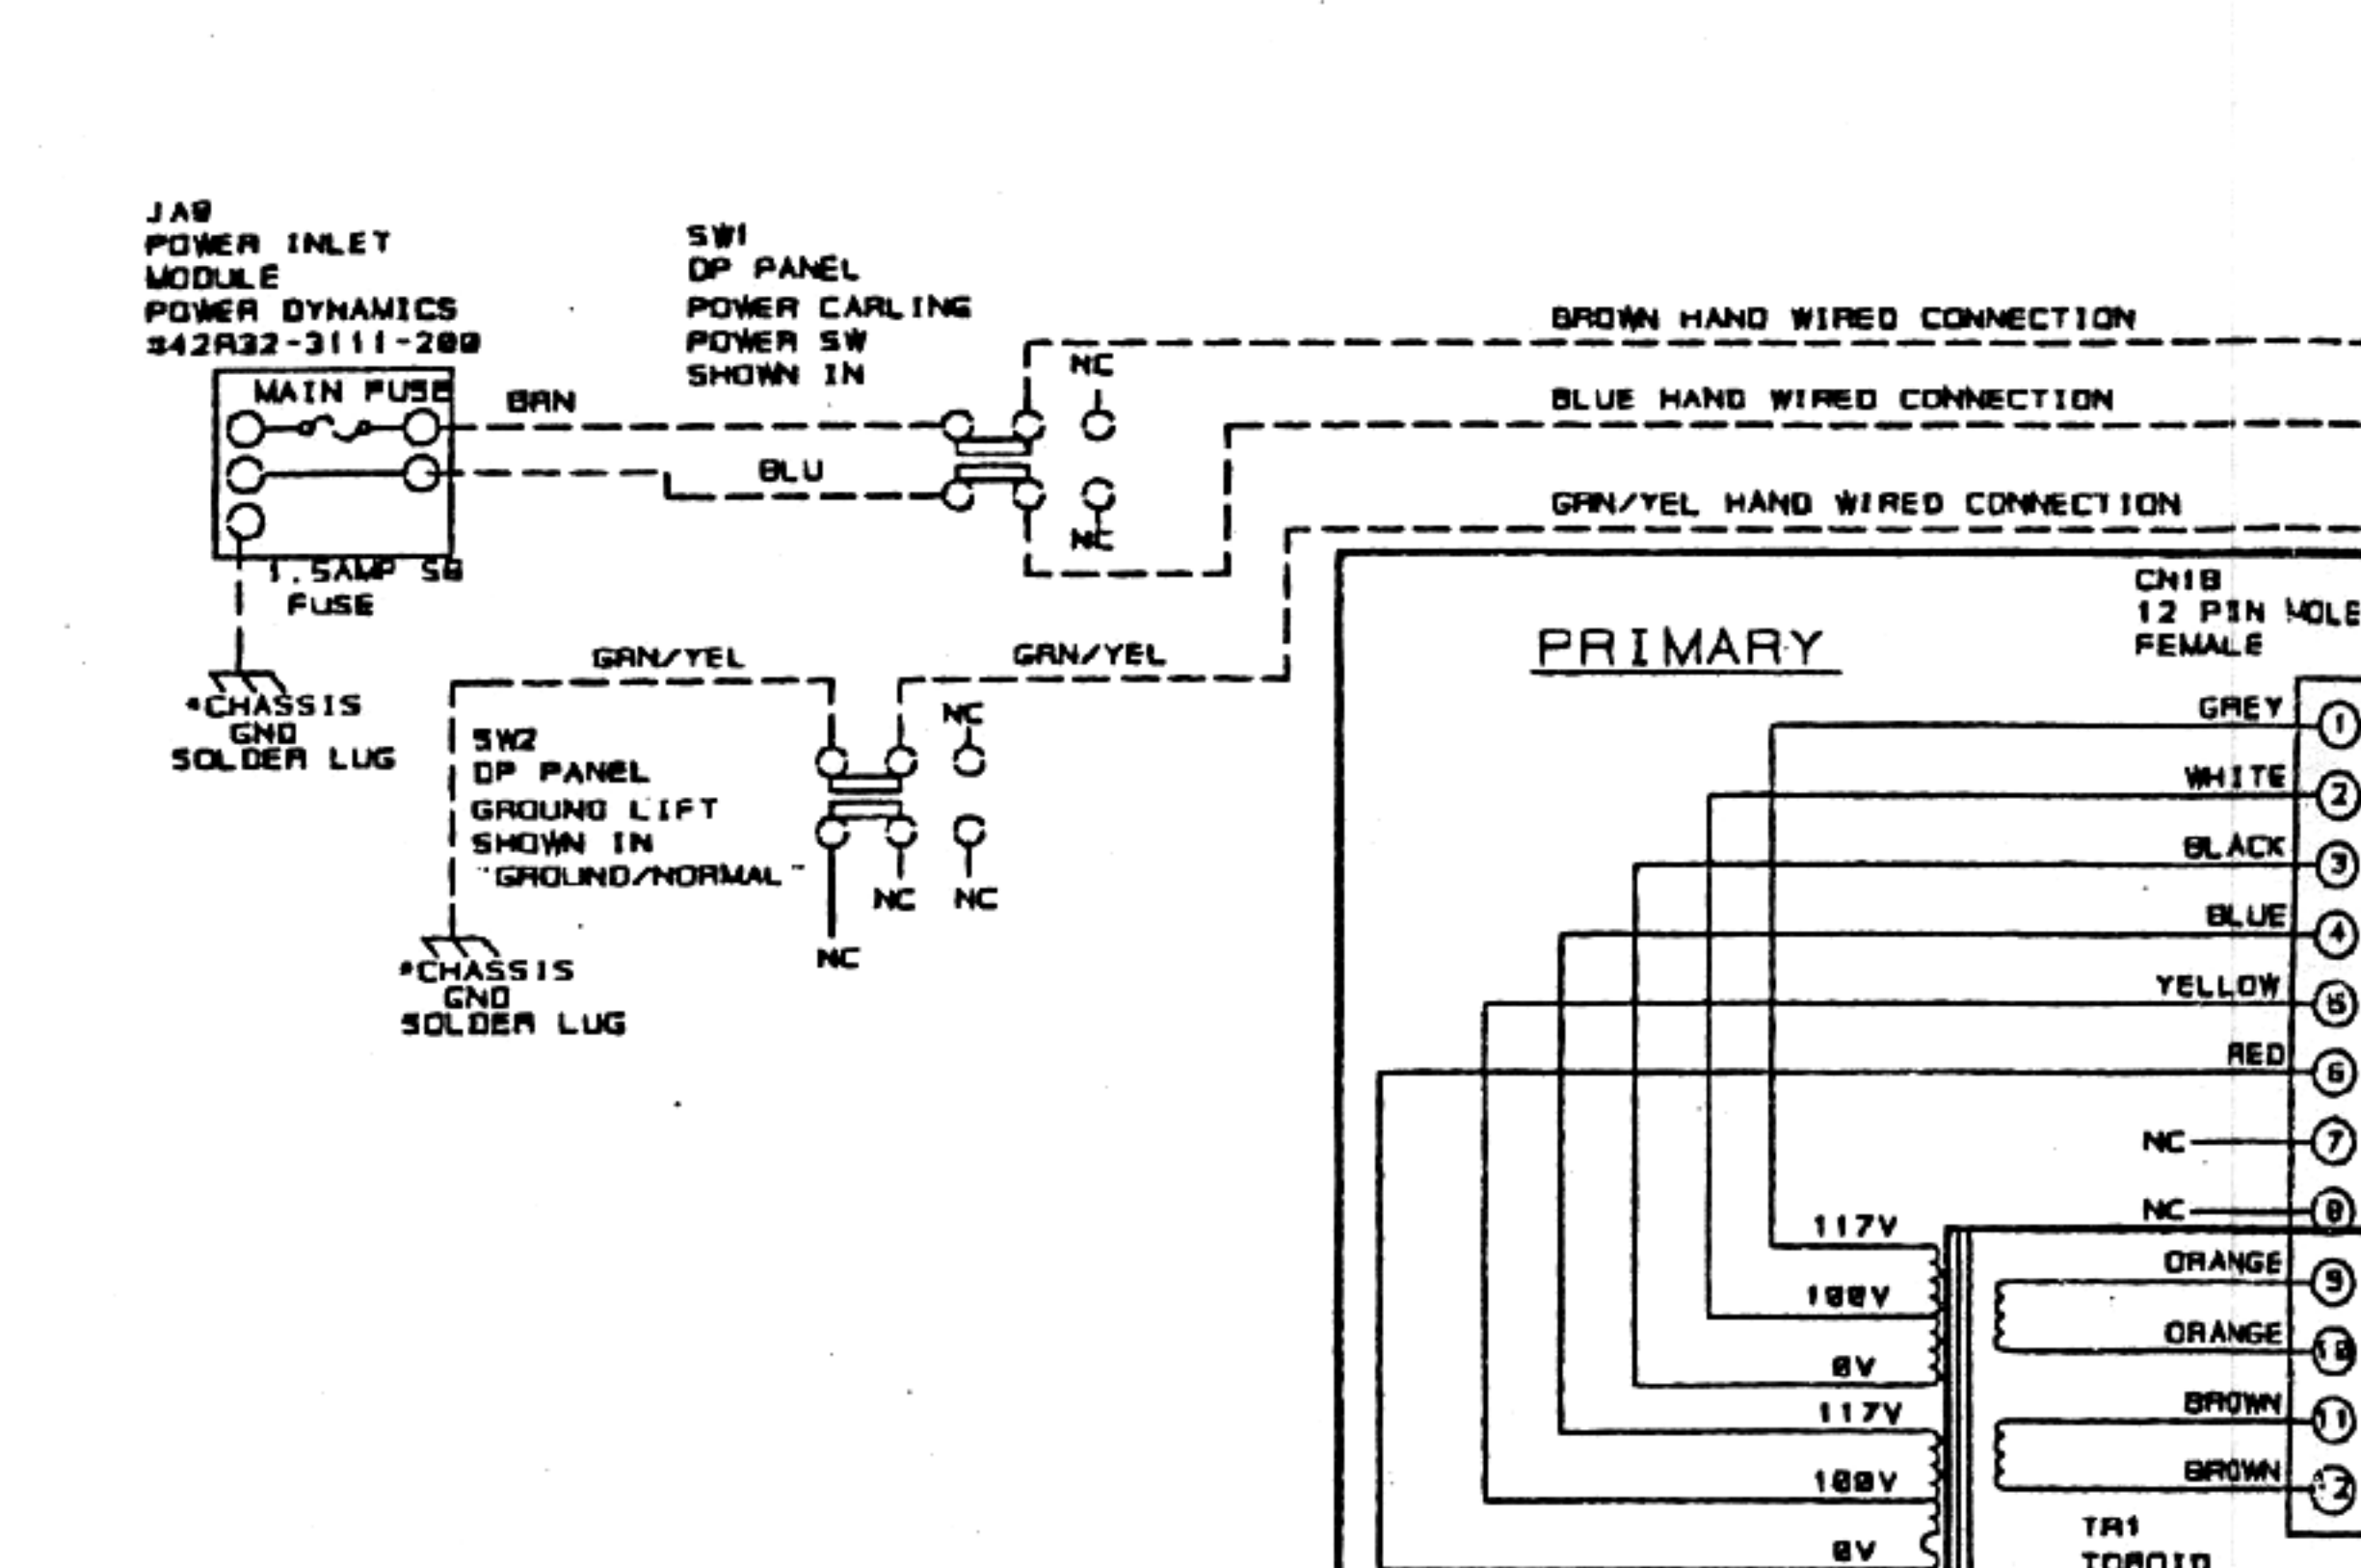 JA9
POWER INLET
MODULE
POWER DYNAMICS
#42R32-3111-200
MAIN FUSE
1.5AMP SB
FUSE
*CHASSIS
GND
SOLDER LUG
BRN
BLU
SW1
DP PANEL
POWER CARLING
POWER SW
SHOWN IN
NC
NC
BROWN HAND WIRED CONNECTION
BLUE HAND WIRED CONNECTION
GRN/YEL HAND WIRED CONNECTION
GRN/YEL
GRN/YEL
SW2
DP PANEL
GROUND LIFT
SHOWN IN
"GROUND/NORMAL"
NC
NC
NC
NC
*CHASSIS
GND
SOLDER LUG
PRIMARY
CN1B
12 PIN MOLE
FEMALE
GREY 1
WHITE 2
BLACK 3
BLUE 4
YELLOW 5
RED 6
NC 7
NC 8
ORANGE 9
ORANGE 10
BROWN 11
BROWN 12
117V
100V
0V
117V
100V
0V
TR1
TOROID